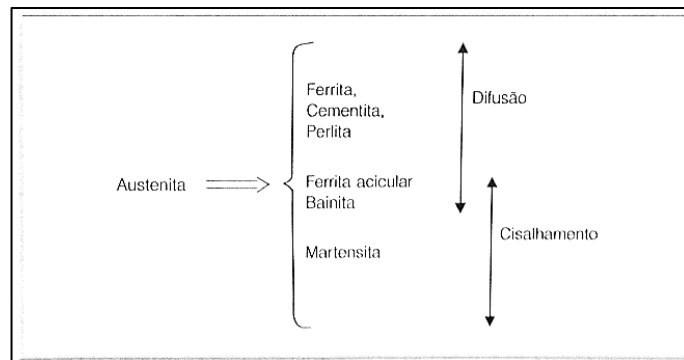 Ferrita,
Cementita,
Perlita
Difusão
Austenita
Ferrita acicular
Bainita
Cisalhamento
Martensita